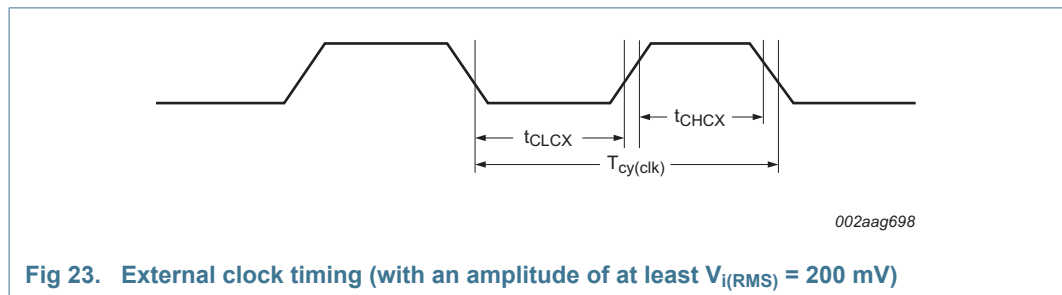 tCLCX
tCHCX
Tcy(clk)
002aag698
Fig 23. External clock timing (with an amplitude of at least Vi(RMS) = 200 mV)